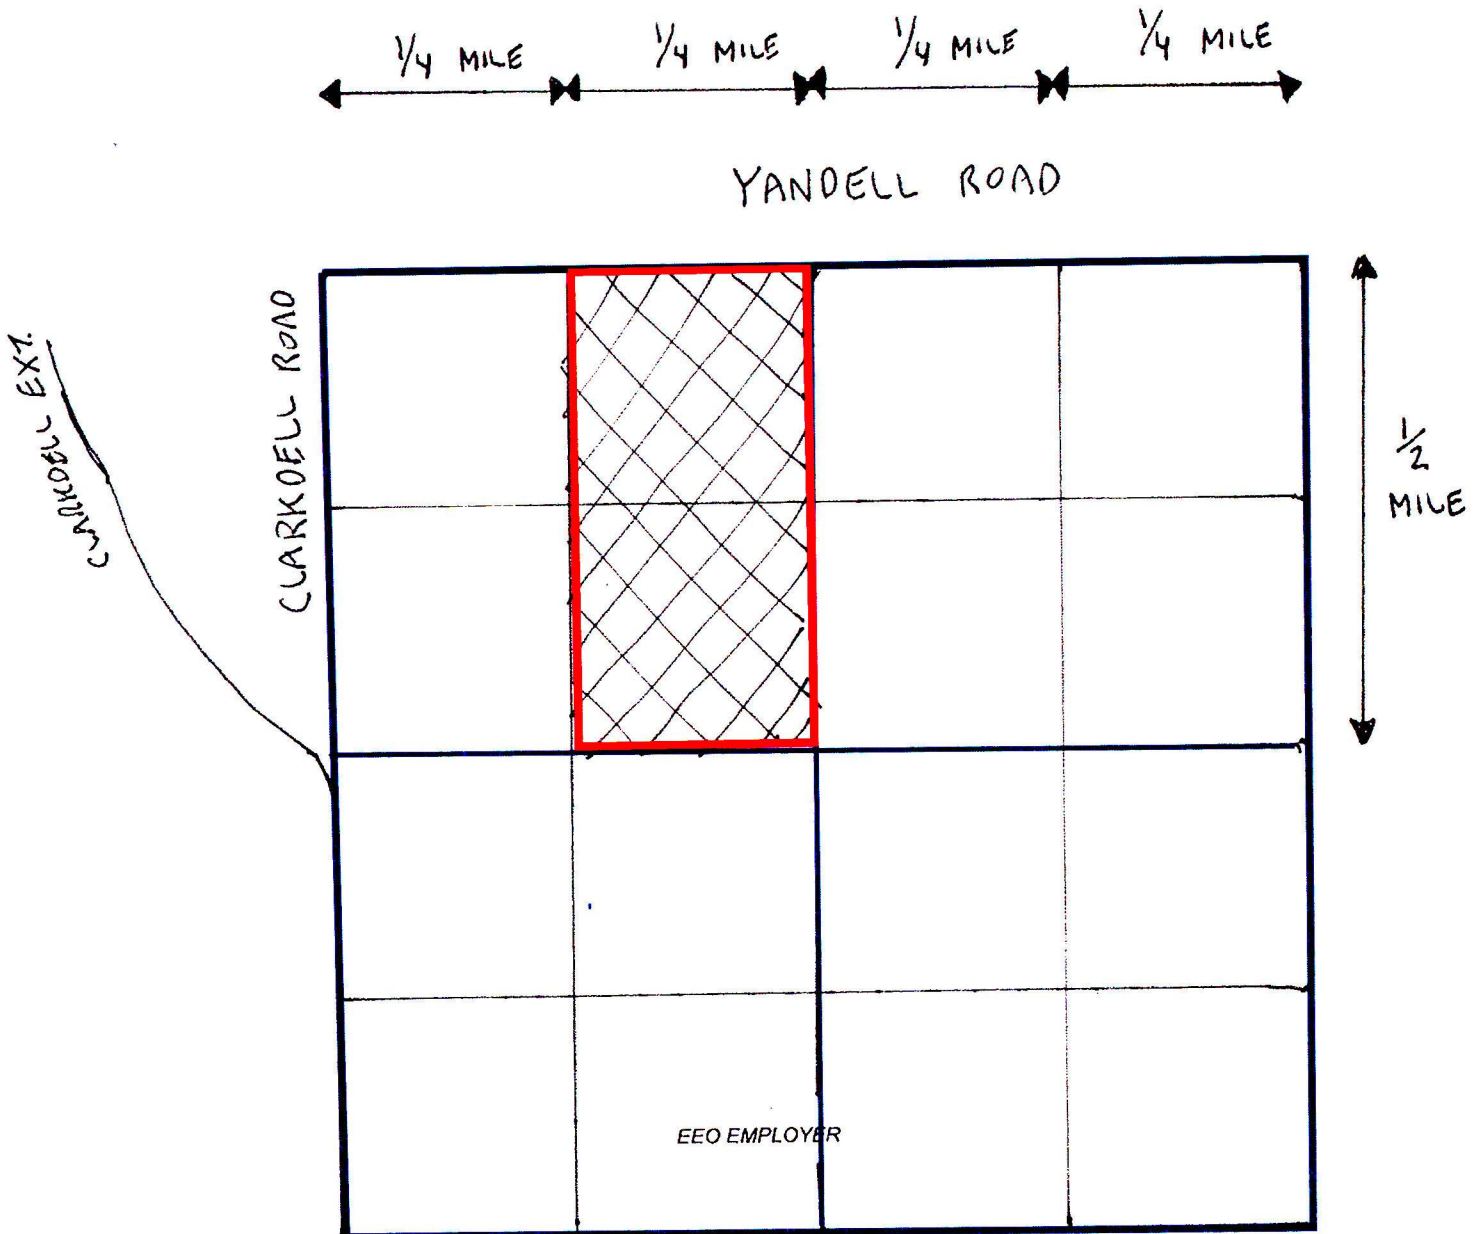 1/4 MILE 1/4 MILE 1/4 MILE 1/4 MILE
YANDELL ROAD
CLARKDELL EXT.
CLARKDELL ROAD
1/2
MILE
EEO EMPLOYER